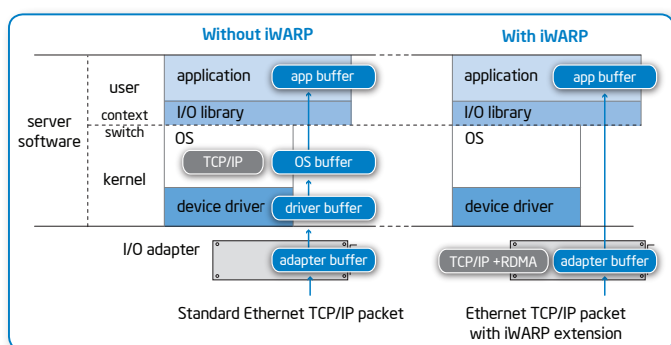 Without iWARP
With iWARP
user
application
app buffer
application
app buffer
I/O library
I/O library
server
software
context
switch
OS
OS
TCP/IP
OS buffer
kernel
device driver
driver buffer
device driver
I/O adapter
adapter buffer
TCP/IP +RDMA
adapter buffer
Standard Ethernet TCP/IP packet
Ethernet TCP/IP packet
with iWARP extension